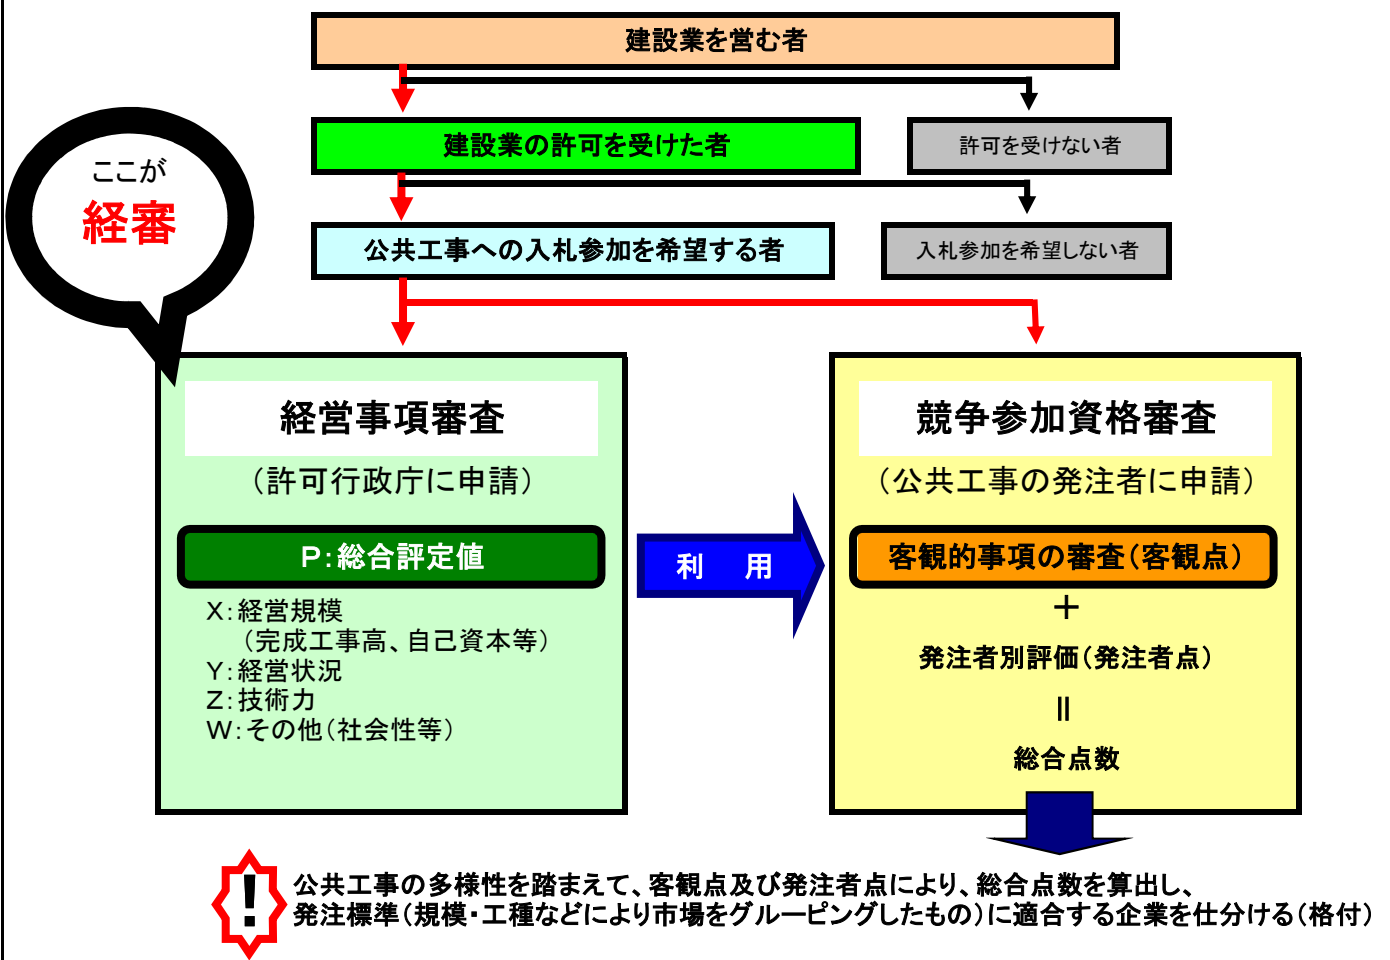 建設業を営む者
建設業の許可を受けた者
許可を受けない者
ここが
経審
公共工事への入札参加を希望する者
入札参加を希望しない者
経営事項審査
（許可行政庁に申請）
P：総合評定値
X：経営規模
（完成工事高、自己資本等）
Y：経営状況
Z：技術力
W：その他（社会性等）
利　用
競争参加資格審査
（公共工事の発注者に申請）
客観的事項の審査（客観点）
＋
発注者別評価（発注者点）
＝
総合点数
!
公共工事の多様性を踏まえて、客観点及び発注者点により、総合点数を算出し、
発注標準（規模・工種などにより市場をグルーピングしたもの）に適合する企業を仕分ける（格付）